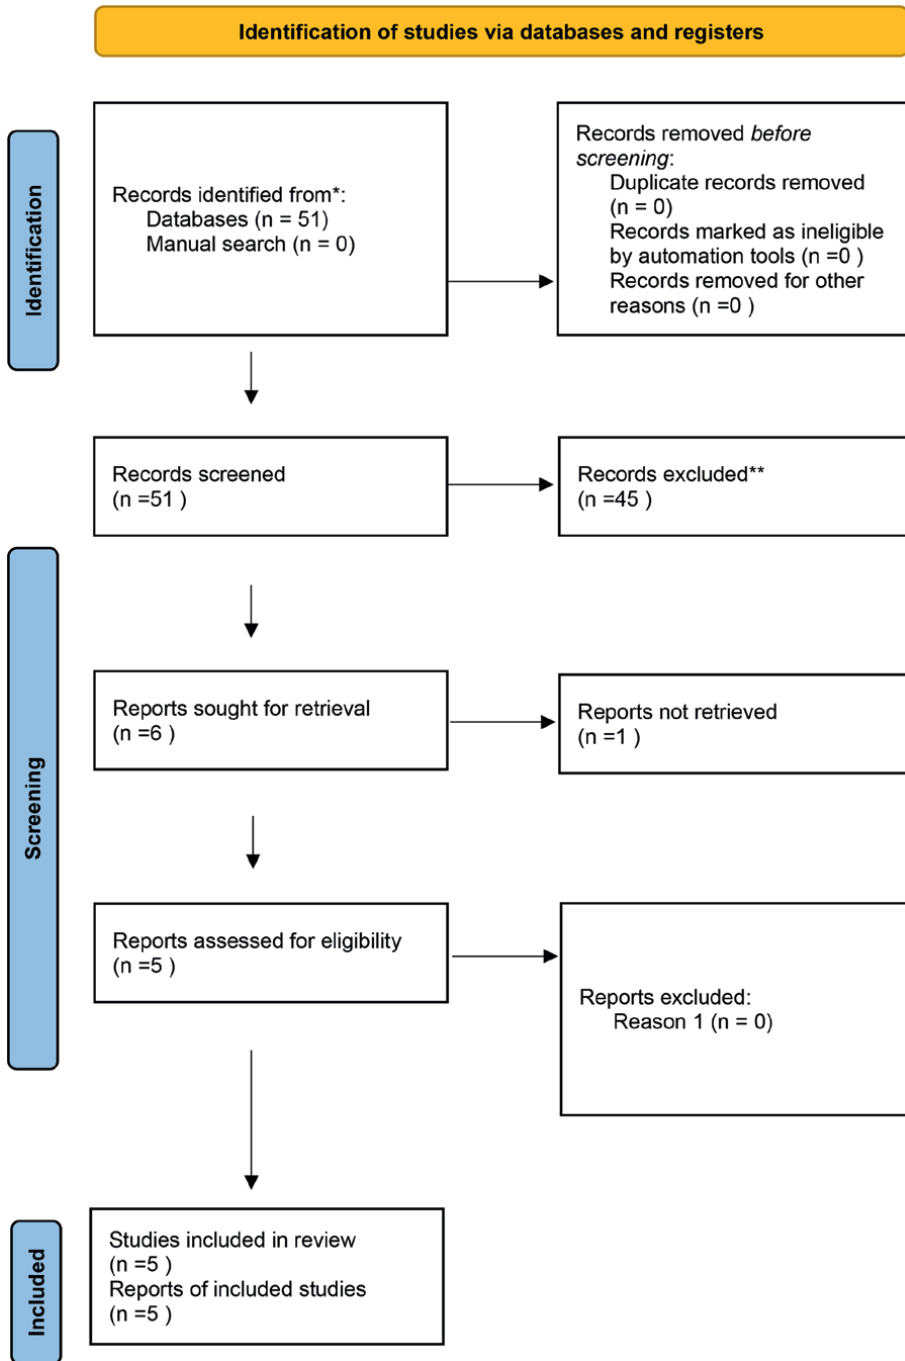 Identification of studies via databases and registers
Identification
Records identified from*:
Databases (n = 51)
Manual search (n = 0)
Records removed before
screening:
Duplicate records removed
(n = 0)
Records marked as ineligible
by automation tools (n =0 )
Records removed for other
reasons (n =0 )
Records screened
(n =51 )
Records excluded**
(n =45 )
Screening
Reports sought for retrieval
(n =6 )
Reports not retrieved
(n =1 )
Reports assessed for eligibility
(n =5 )
Reports excluded:
Reason 1 (n = 0)
Included
Studies included in review
(n =5 )
Reports of included studies
(n =5 )